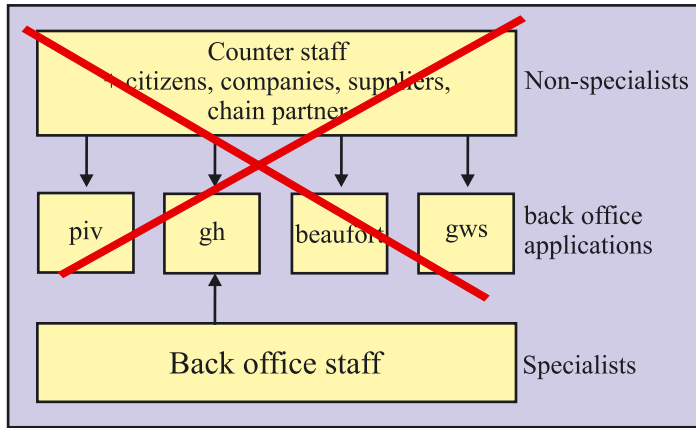 Counter staff
+ citizens, companies, suppliers,
chain partner
Non-specialists
piv
gh
beaufort
gws
back office
applications
Back office staff
Specialists